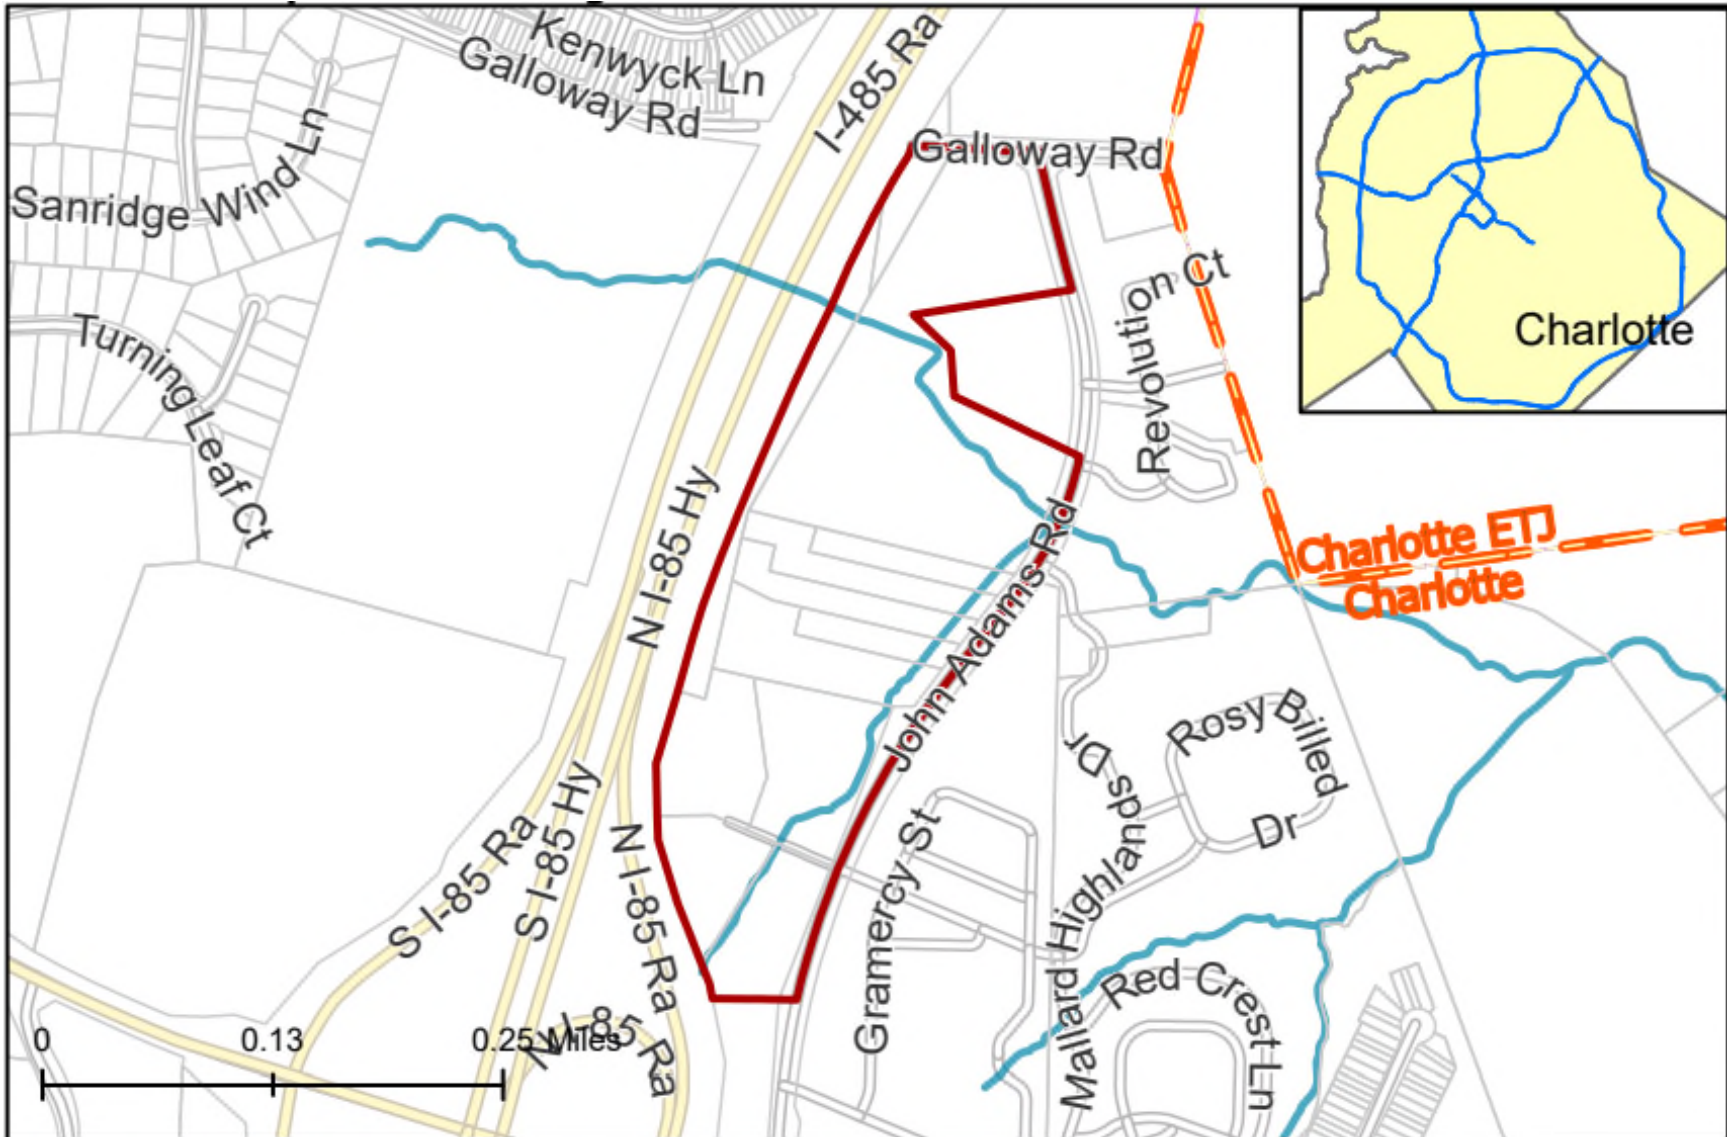 Kenwyck Ln
Galloway Rd
I-485 Ra
Galloway Rd
Sanridge Wind Ln
Revolution Ct
Charlotte
Turning Leaf Ct
N I-85 Hy
Charlotte ETJ
Charlotte
John Adams Rd
Rosy Billed
Dr
S I-85 Ra
S I-85 Hy
N I-85 Ra
Gramercy St
Mallard Highlands Dr
Red Crest Ln
N I-85 Ra
0 0.13 0.25 Miles